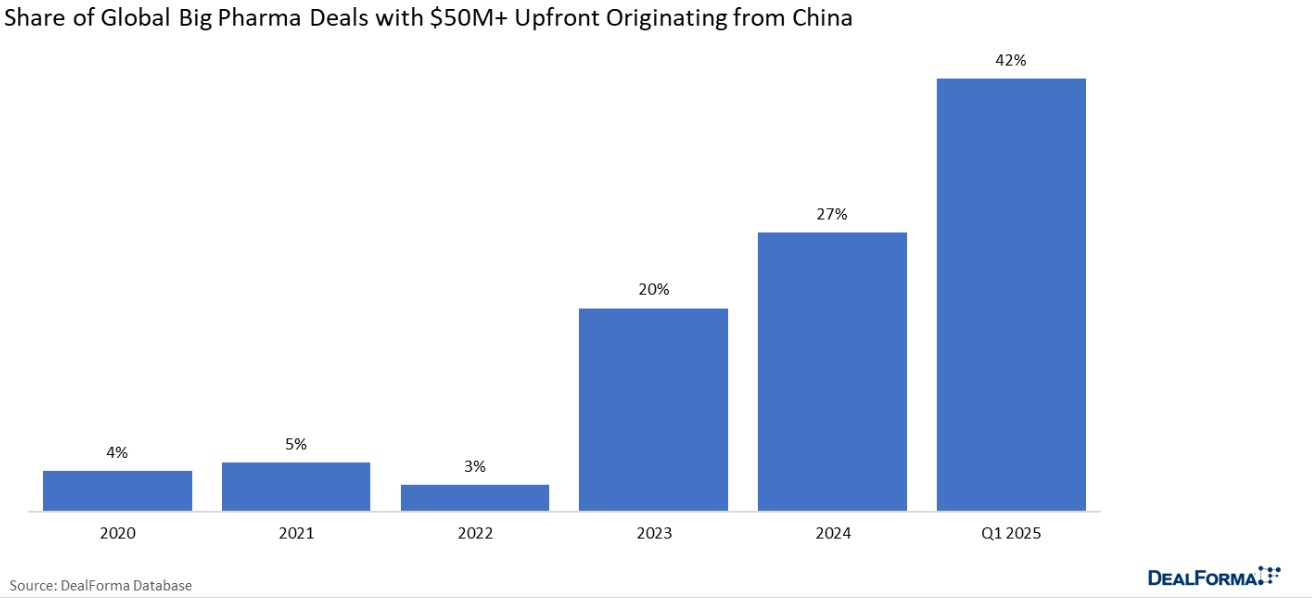 Share of Global Big Pharma Deals with $50M+ Upfront Originating from China
42%
27%
20%
4%
5%
3%
2020 2021 2022 2023 2024 Q1 2025
Source: DealForma Database
DEALFORMA